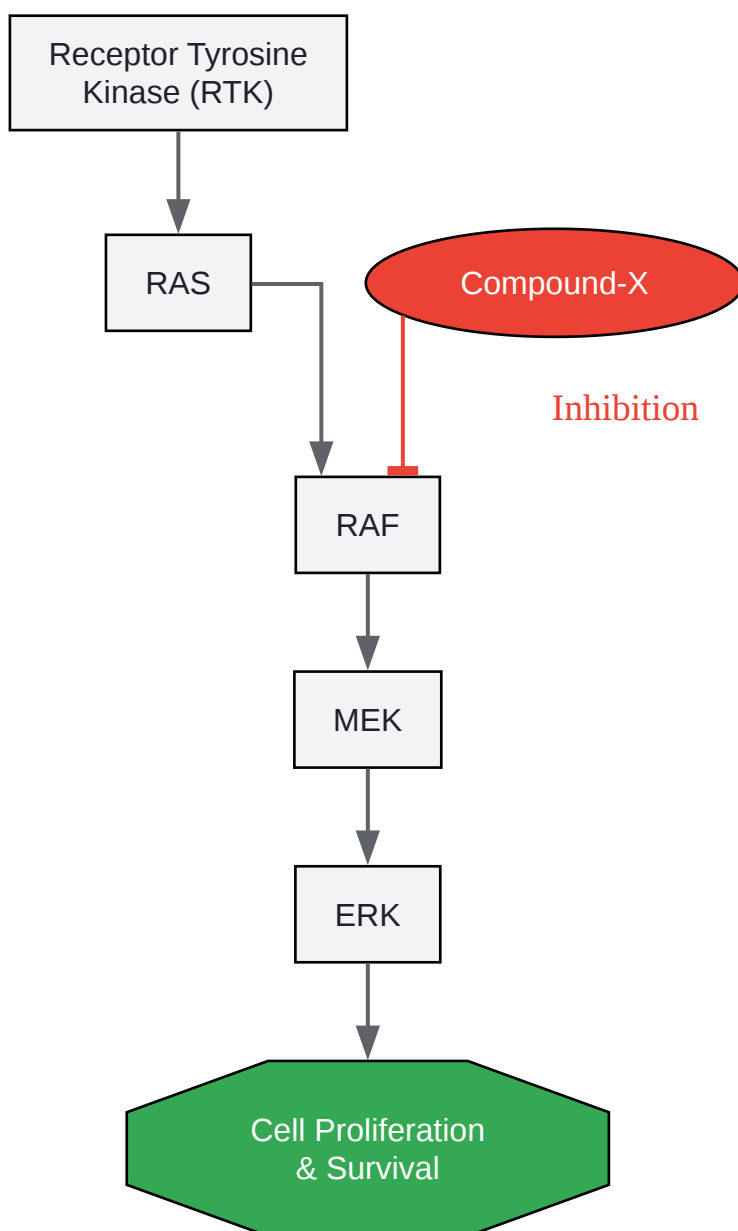 Receptor Tyrosine
Kinase (RTK)
RAS
Compound-X
Inhibition
RAF
MEK
ERK
Cell Proliferation
& Survival